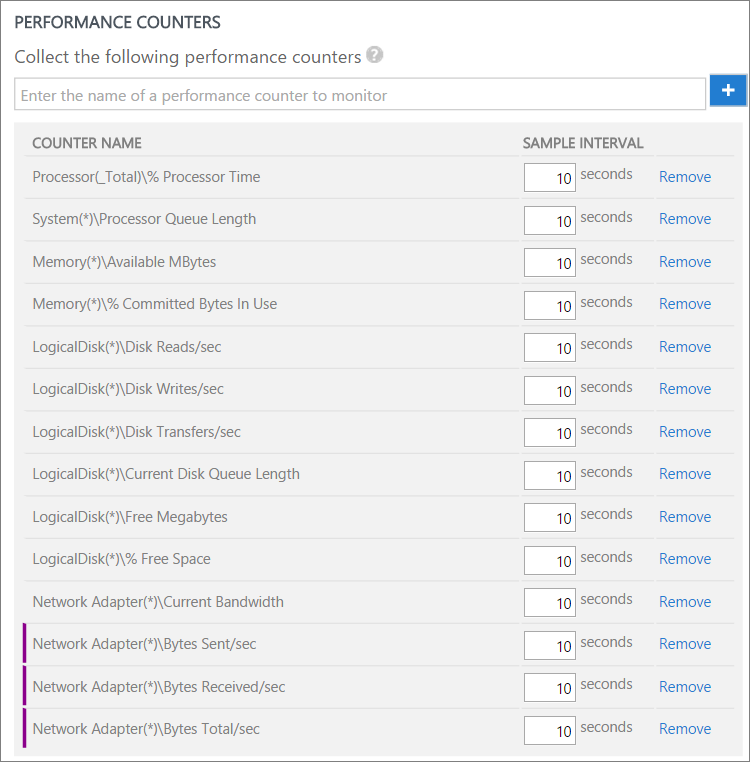 PERFORMANCE COUNTERS
Collect the following performance counters ?
Enter the name of a performance counter to monitor +
COUNTER NAME SAMPLE INTERVAL
Processor(_Total)\% Processor Time 10 seconds Remove
System(*)\Processor Queue Length 10 seconds Remove
Memory(*)\Available MBytes 10 seconds Remove
Memory(*)\% Committed Bytes In Use 10 seconds Remove
LogicalDisk(*)\Disk Reads/sec 10 seconds Remove
LogicalDisk(*)\Disk Writes/sec 10 seconds Remove
LogicalDisk(*)\Disk Transfers/sec 10 seconds Remove
LogicalDisk(*)\Current Disk Queue Length 10 seconds Remove
LogicalDisk(*)\Free Megabytes 10 seconds Remove
LogicalDisk(*)\% Free Space 10 seconds Remove
Network Adapter(*)\Current Bandwidth 10 seconds Remove
Network Adapter(*)\Bytes Sent/sec 10 seconds Remove
Network Adapter(*)\Bytes Received/sec 10 seconds Remove
Network Adapter(*)\Bytes Total/sec 10 seconds Remove